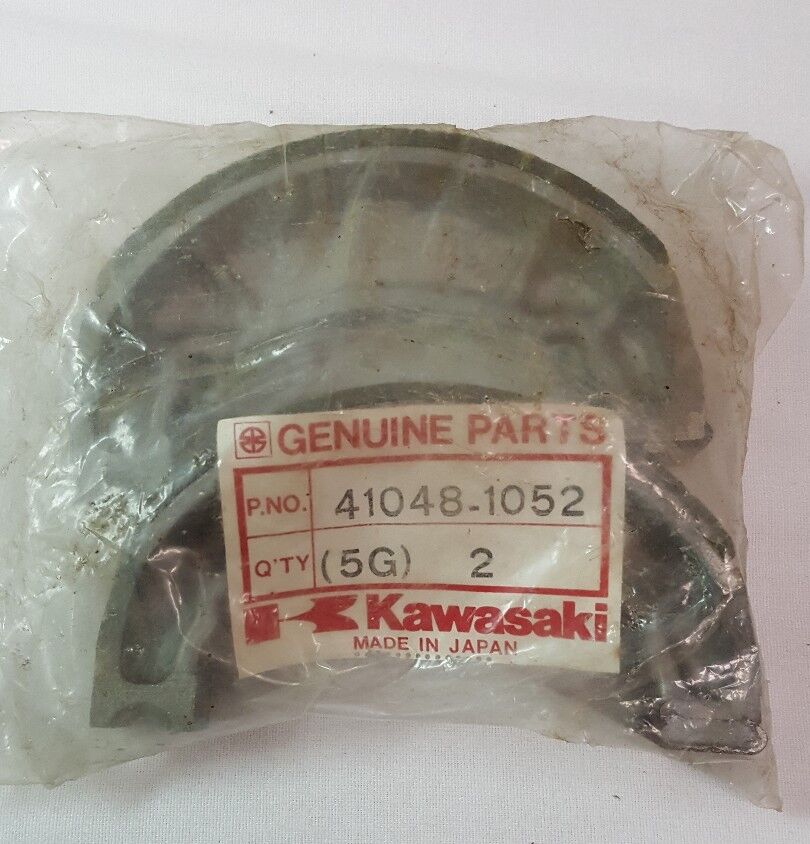 GENUINE PARTS
P.NO. 41048-1052
Q'TY (5G) 2
Kawasaki
MADE IN JAPAN